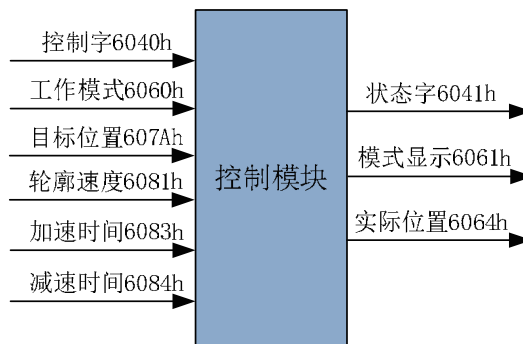 控制字6040h
工作模式6060h
目标位置607Ah
轮廓速度6081h
加速时间6083h
减速时间6084h
控制模块
状态字6041h
模式显示6061h
实际位置6064h